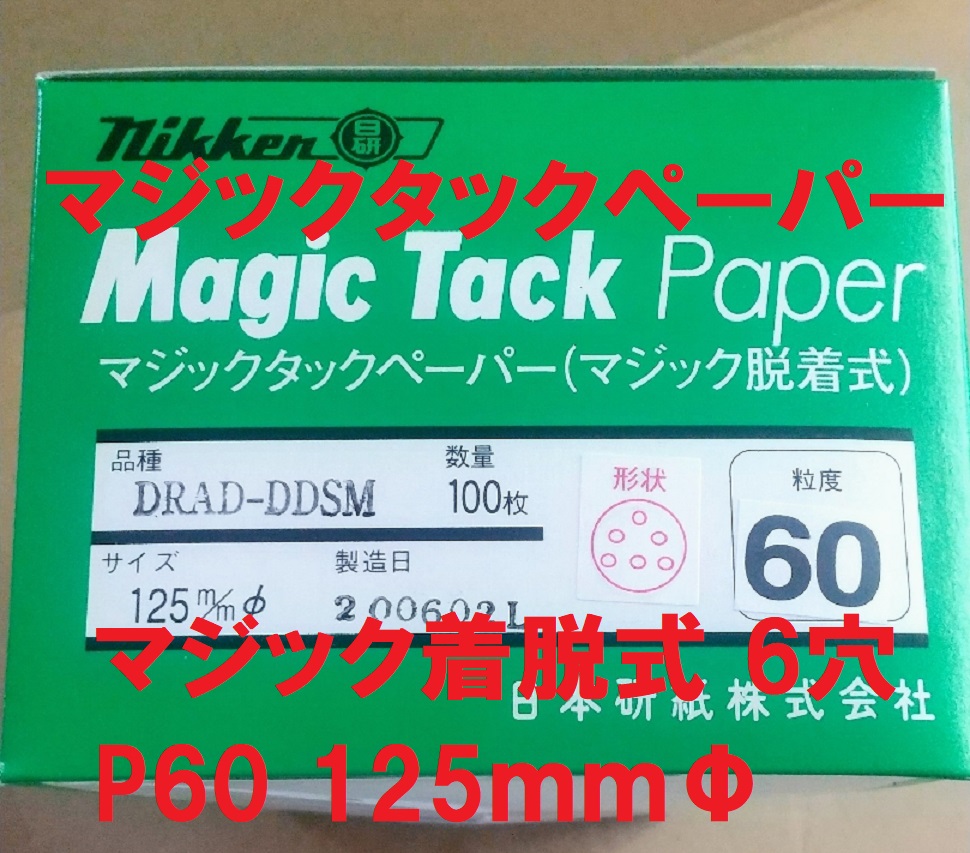 nikken 日研
マジックタックペーパー
Magic Tack Paper
マジックタックペーパー(マジック脱着式)
品種 数量 形状 粒度
DRAD-DDSM 100枚 60
サイズ 製造日
125m/mφ 200602L
マジック着脱式 6穴
日本研紙株式会社
P60 125mmΦ